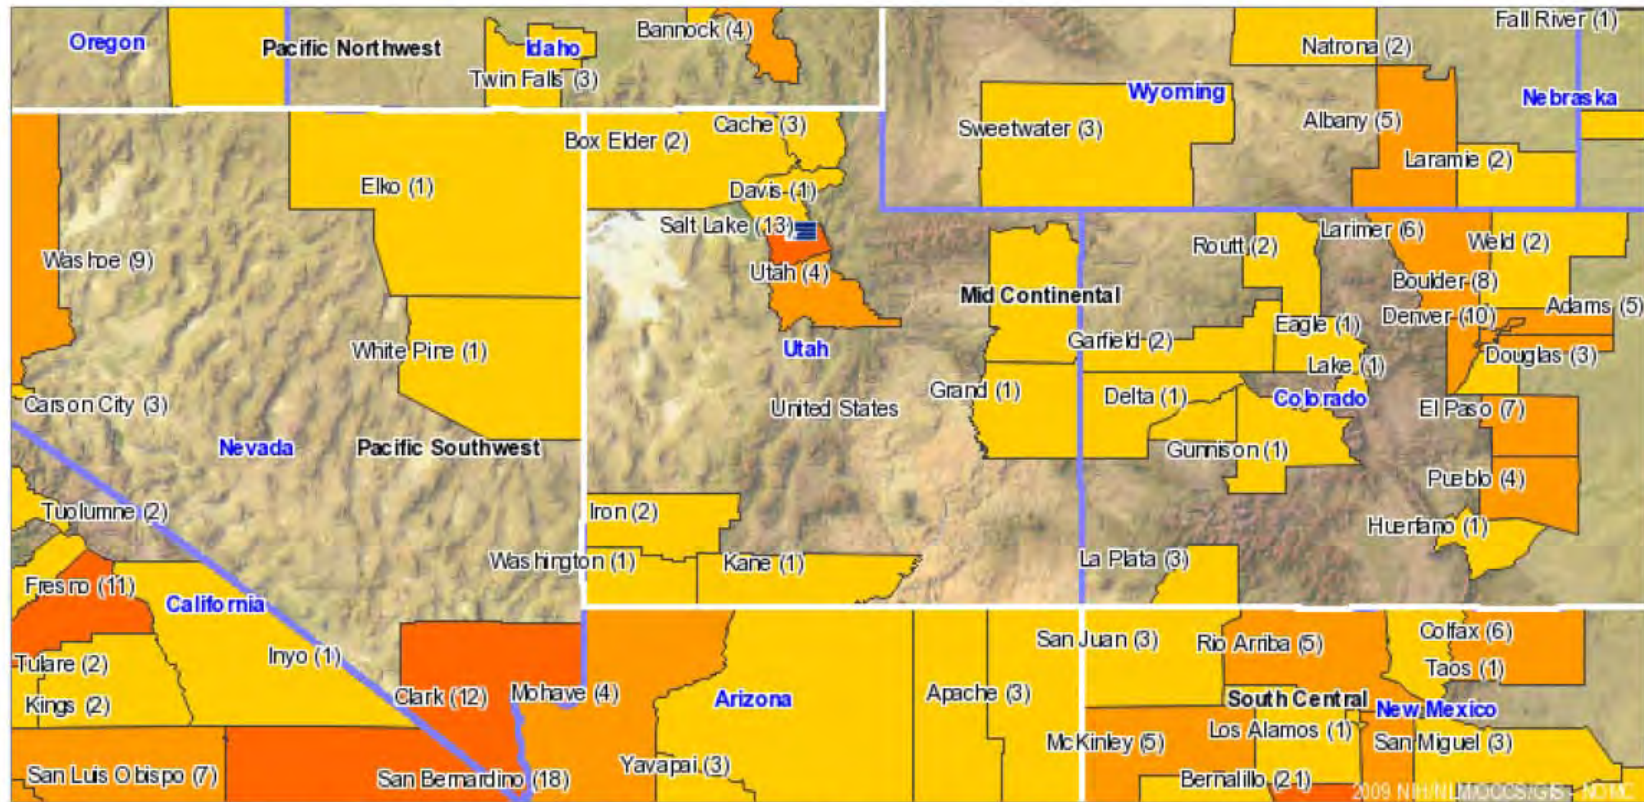 Fall River (1)
Oregon
Pacific Northwest
Idaho
Bannock (4)
Natrona (2)
Twin Falls (3)
Wyoming
Nebraska
Box Elder (2)
Cache (3)
Sweetwater (3)
Albany (5)
Laramie (2)
Elko (1)
Davis (1)
Salt Lake (13)
Larimer (6)
Routt (2)
Weld (2)
Washoe (9)
Utah (4)
Boulder (8)
Mid Continental
Adams (5)
Denver (10)
Eagle (1)
White Pine (1)
Utah
Garfield (2)
Douglas (3)
Lake (1)
Carson City (3)
United States
Grand (1)
Delta (1)
Colorado
El Paso (7)
Nevada
Pacific Southwest
Gunnison (1)
Pueblo (4)
Tuolumne (2)
Iron (2)
Huerfano (1)
Washington (1)
Kane (1)
La Plata (3)
Fresno (11)
California
San Juan (3)
Rio Arriba (5)
Colfax (6)
Inyo (1)
Tulare (2)
Taos (1)
Clark (12)
Mohave (4)
Arizona
Apache (3)
South Central
Kings (2)
New Mexico
Los Alamos (1)
McKinley (5)
San Miguel (3)
San Luis Obispo (7)
San Bernardino (18)
Yavapai (3)
Bernalillo (21)
2009 NIH/NLM/OCCS/GIS - NDMC